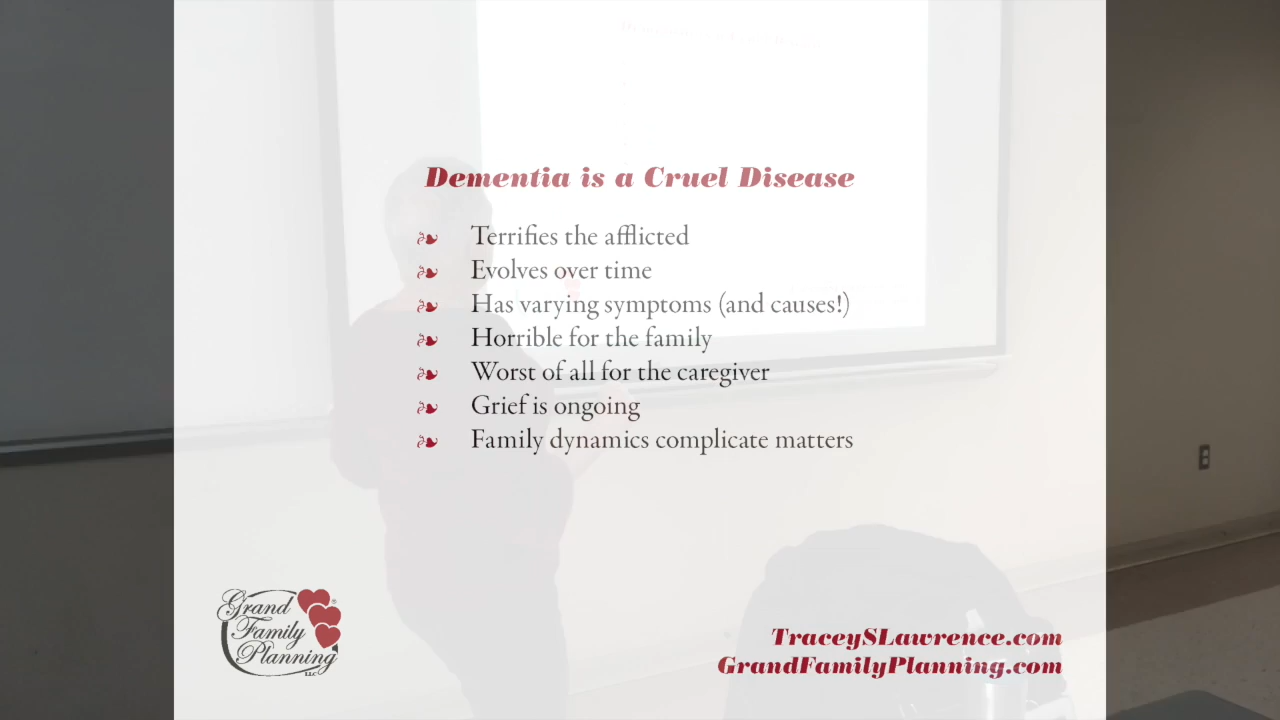 Dementia is a Cruel Disease
Terrifies the afflicted
Evolves over time
Has varying symptoms (and causes!)
Horrible for the family
Worst of all for the caregiver
Grief is ongoing
Family dynamics complicate matters
Grand
Family
Planning
LLC
TraceySLawrence.com
GrandFamilyPlanning.com